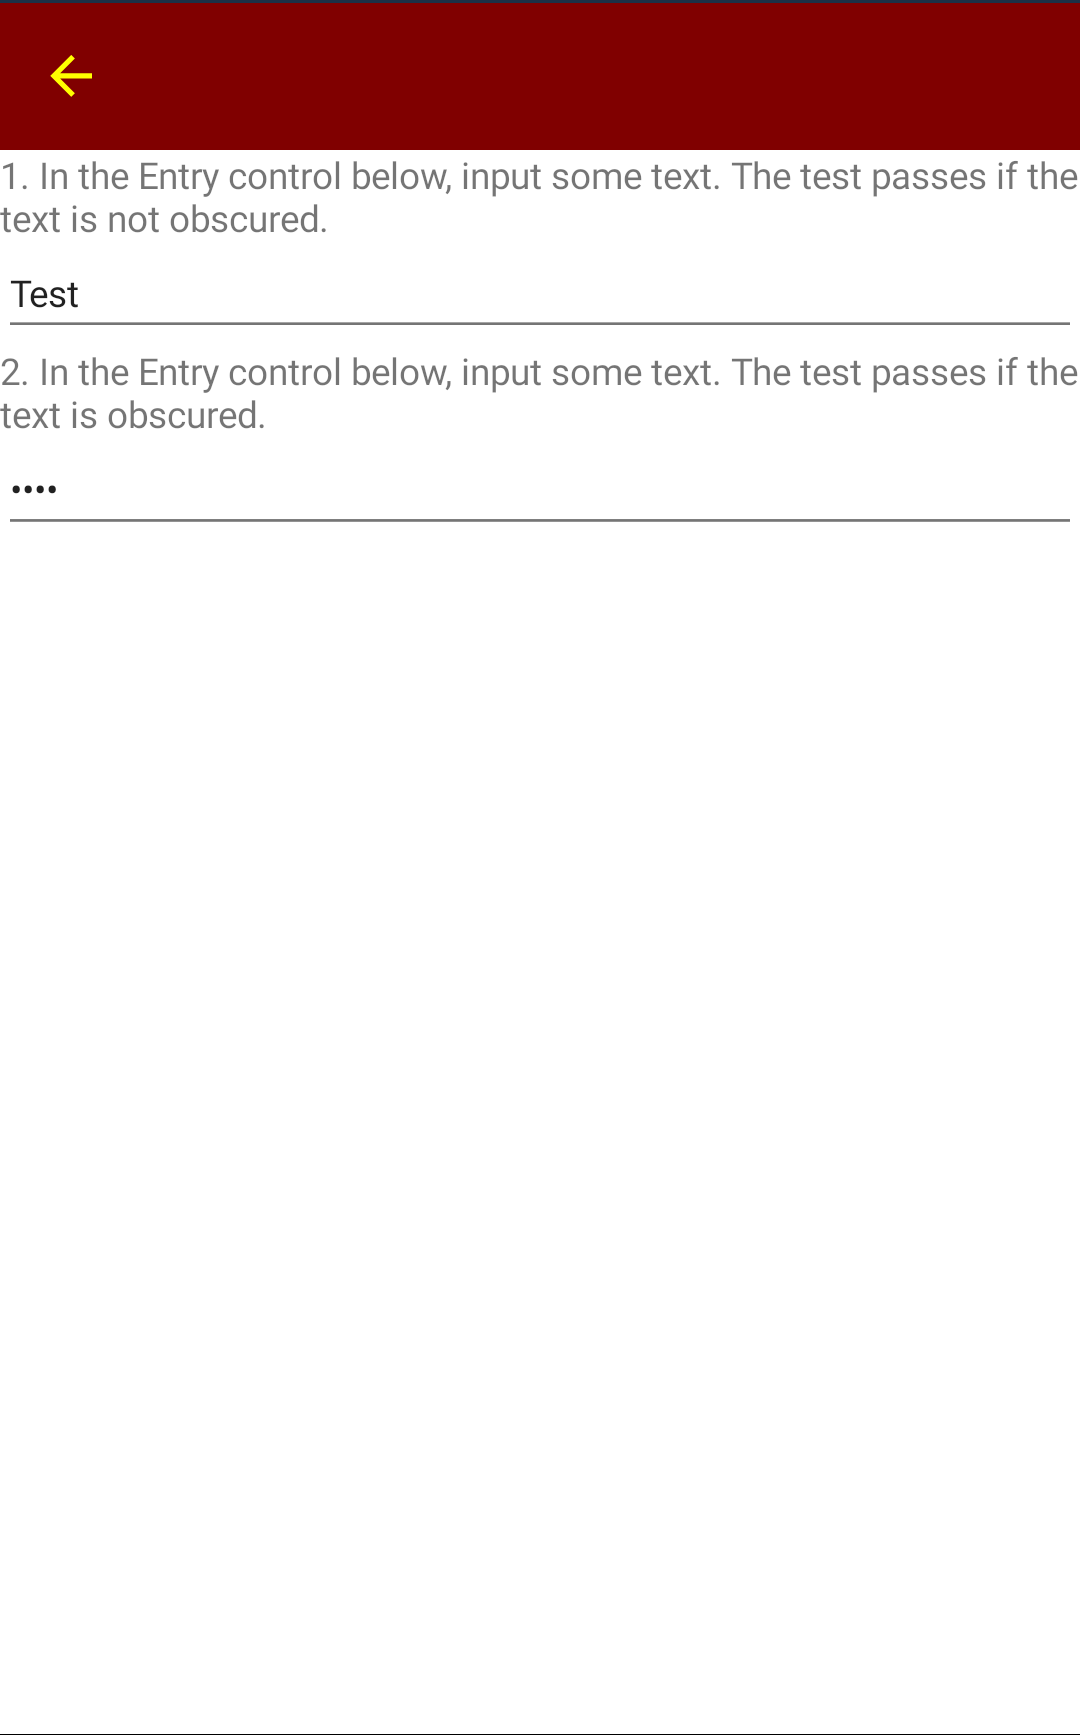 1. In the Entry control below, input some text. The test passes if the
text is not obscured.
Test
2. In the Entry control below, input some text. The test passes if the
text is obscured.
••••